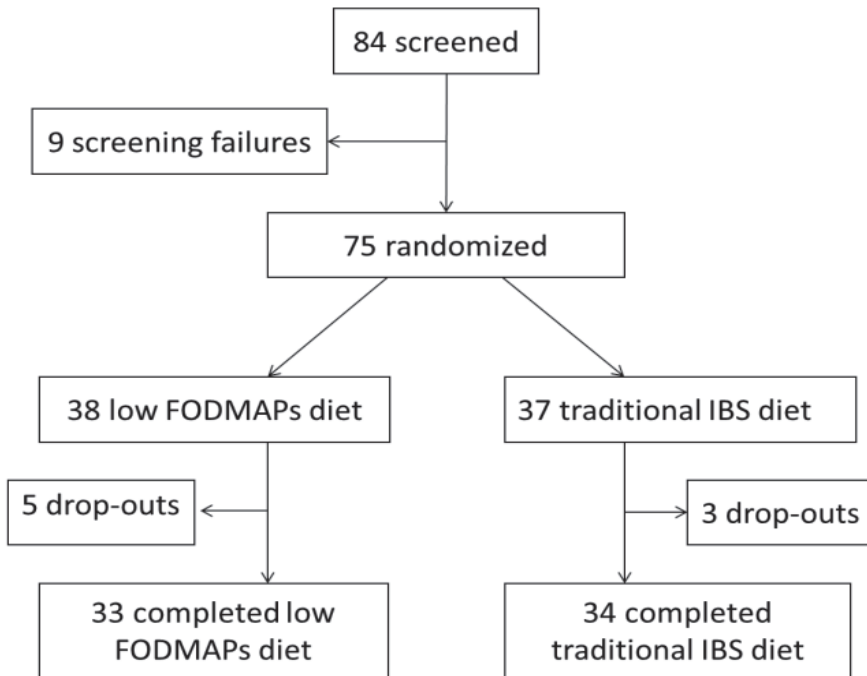 84 screened
9 screening failures
75 randomized
38 low FODMAPs diet
37 traditional IBS diet
5 drop-outs
3 drop-outs
33 completed low
FODMAPs diet
34 completed
traditional IBS diet